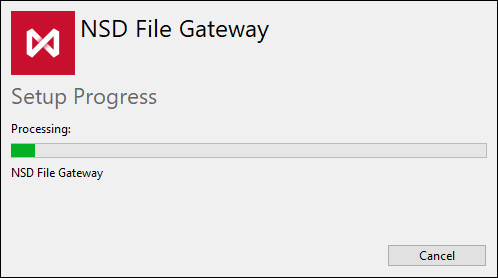 NSD File Gateway
Setup Progress
Processing:
NSD File Gateway
Cancel